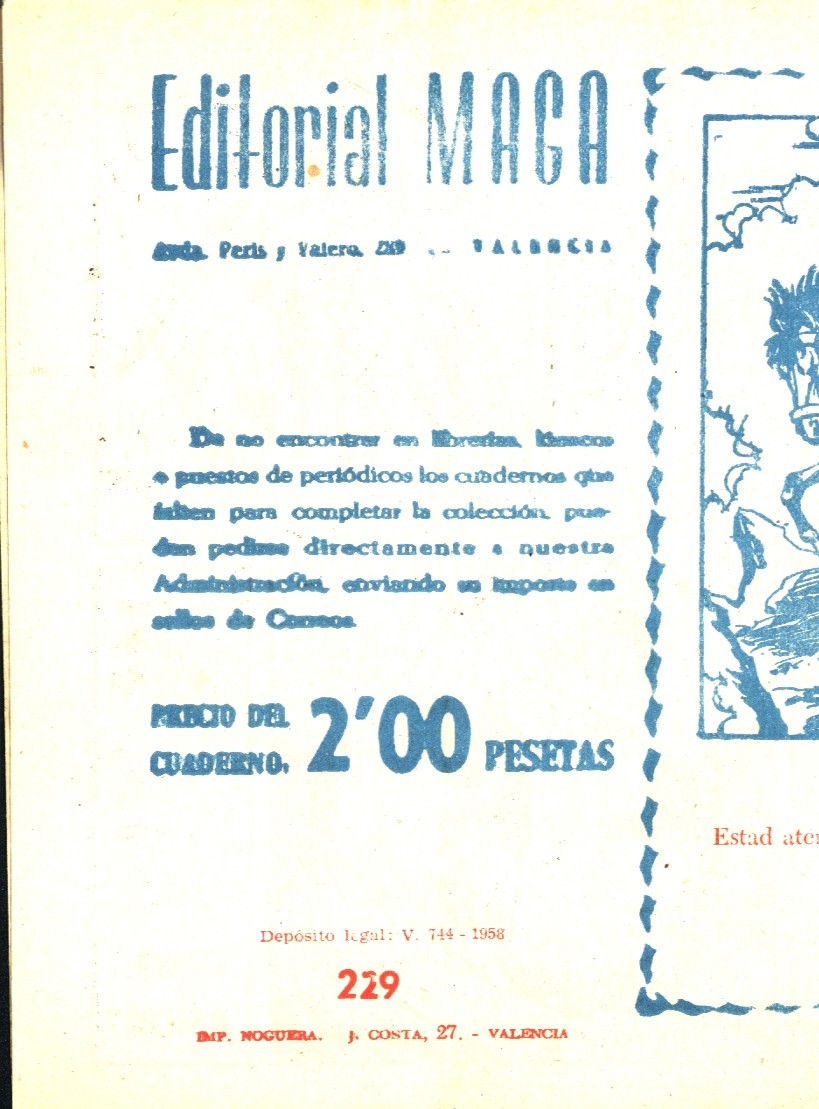 Editorial MAGA
Avda. Peris y Valero, 229 -- VALENCIA
De no encontrar en librerías, kioscos
o puestos de periódicos los cuadernos que
falten para completar la colección, pue-
den pedirse directamente a nuestra
Administración, enviando su importe en
sellos de Correos.
PRECIO DEL
CUADERNO, 2'00 PESETAS
Depósito legal: V. 744 - 1958
229
IMP. NOGUERA. J. COSTA, 27. - VALENCIA
Estad